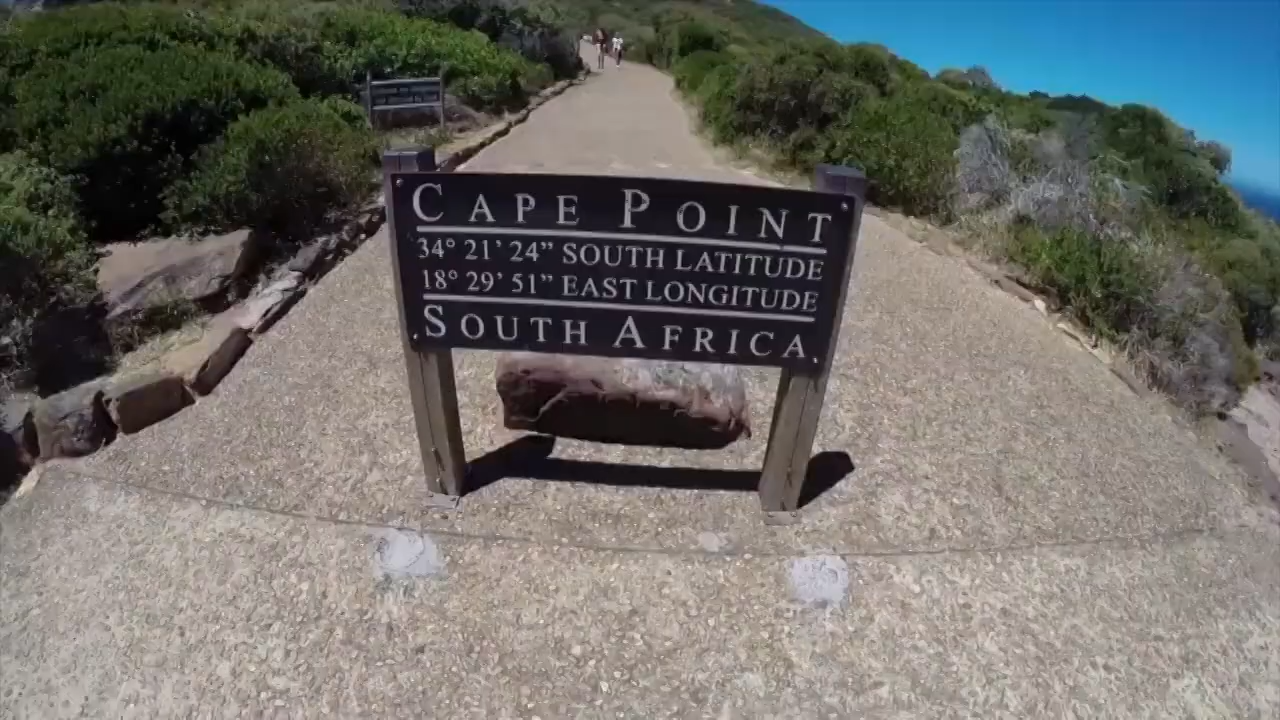 CAPE POINT
34° 21' 24" SOUTH LATITUDE
18° 29' 51" EAST LONGITUDE
SOUTH AFRICA